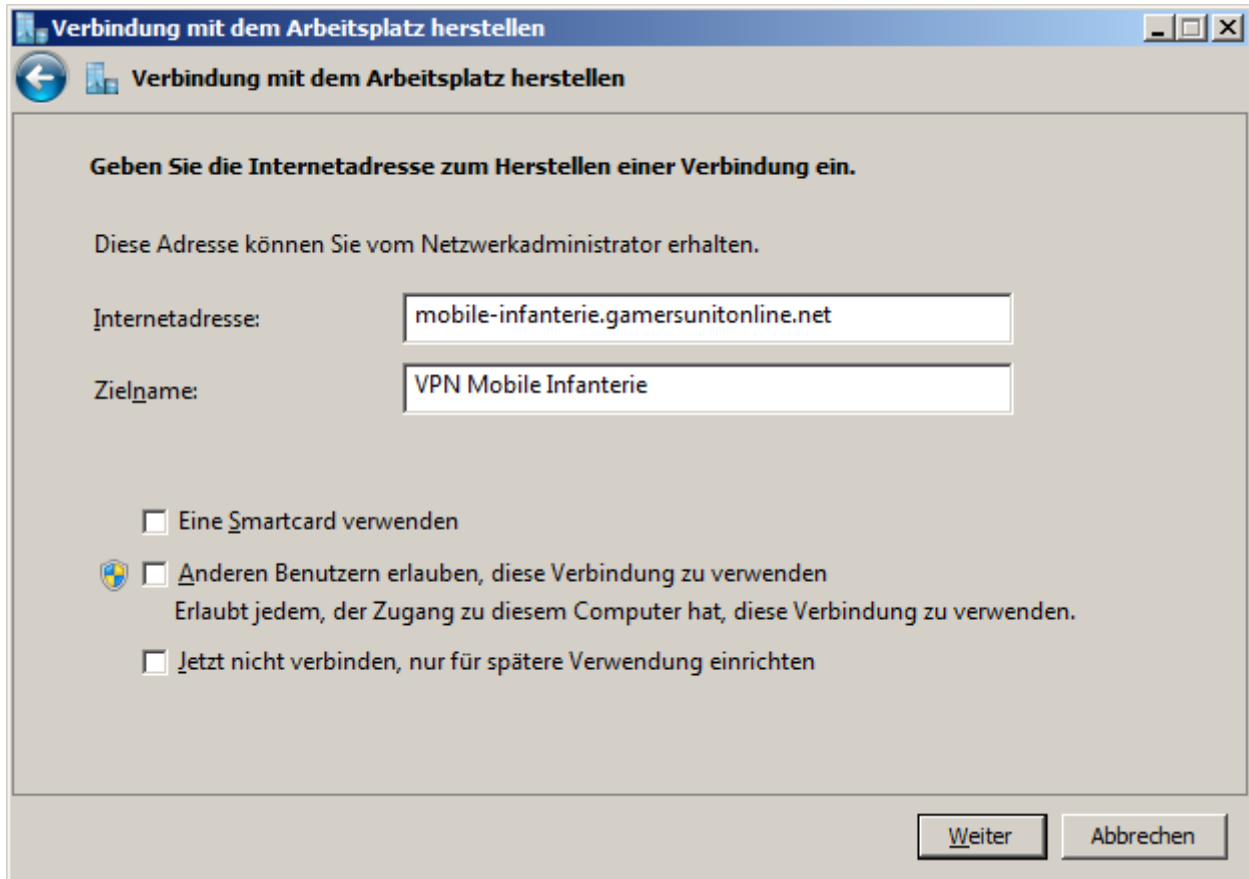 Verbindung mit dem Arbeitsplatz herstellen
Verbindung mit dem Arbeitsplatz herstellen
Geben Sie die Internetadresse zum Herstellen einer Verbindung ein.
Diese Adresse können Sie vom Netzwerkadministrator erhalten.
Internetadresse: mobile-infanterie.gamersunitonline.net
Zielname: VPN Mobile Infanterie
Eine Smartcard verwenden
Anderen Benutzern erlauben, diese Verbindung zu verwenden
Erlaubt jedem, der Zugang zu diesem Computer hat, diese Verbindung zu verwenden.
Jetzt nicht verbinden, nur für spätere Verwendung einrichten
Weiter Abbrechen